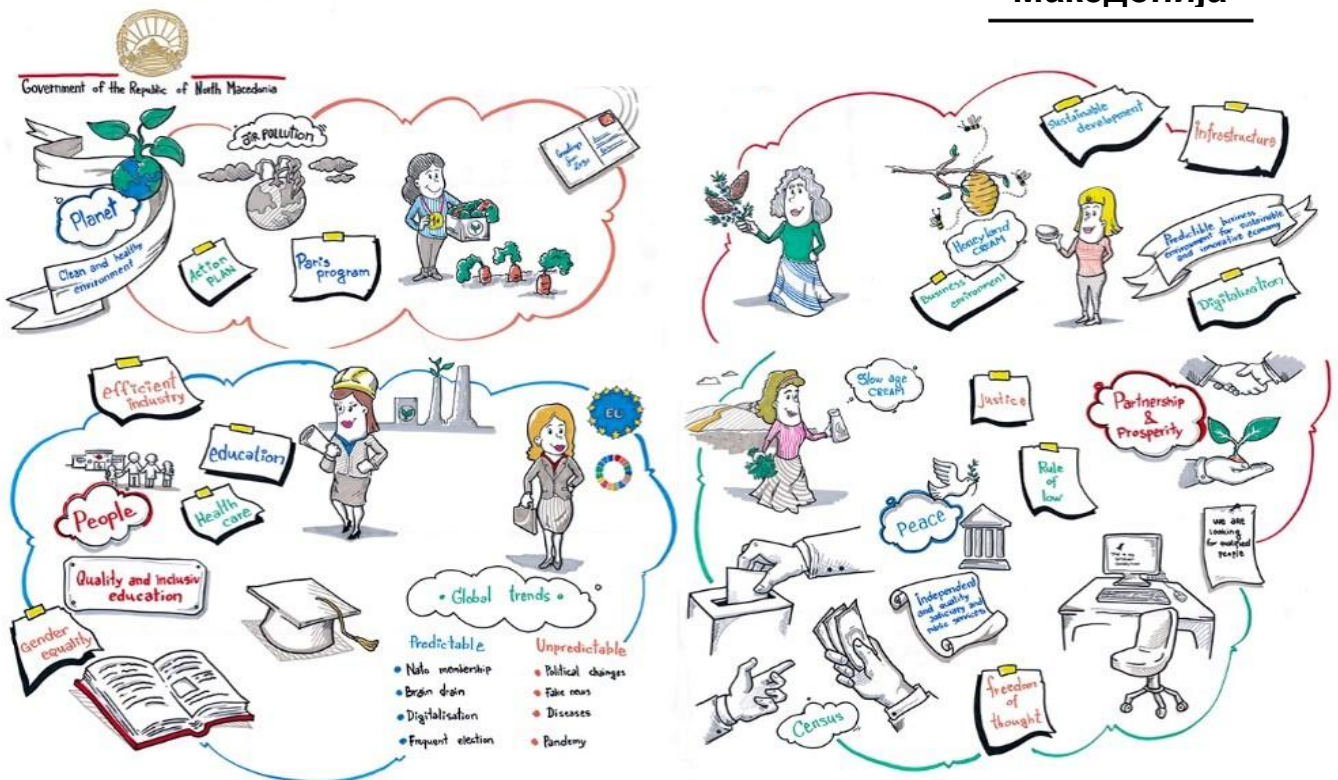 Македонија
Government of the Republic of North Macedonia
air pollution
Greetings
from
2030
Planet
Clean and healthy
environment
Action
PLAN
Paris
program
sustainable
development
Infrastructure
Honeyland
CREAM
Business
environment
Predictible business
environment for sustainable
and innovative economy
Digitalization
efficient
industry
education
People
Health
care
Quality and inclusiv
education
Gender
equality
EU
• Global trends •
Predictable
• Nato membership
• Brain drain
• Digitalisation
• Frequent election
Unpredictable
• Political changes
• Fake news
• Diseases
• Pandemy
Slow age
CREAM
Justice
Partnership
&
Prosperity
Rule
of
low
Peace
Independent
and quality
judiciary and
public services
we are
looking
for
people
Census
freedom
of
thought